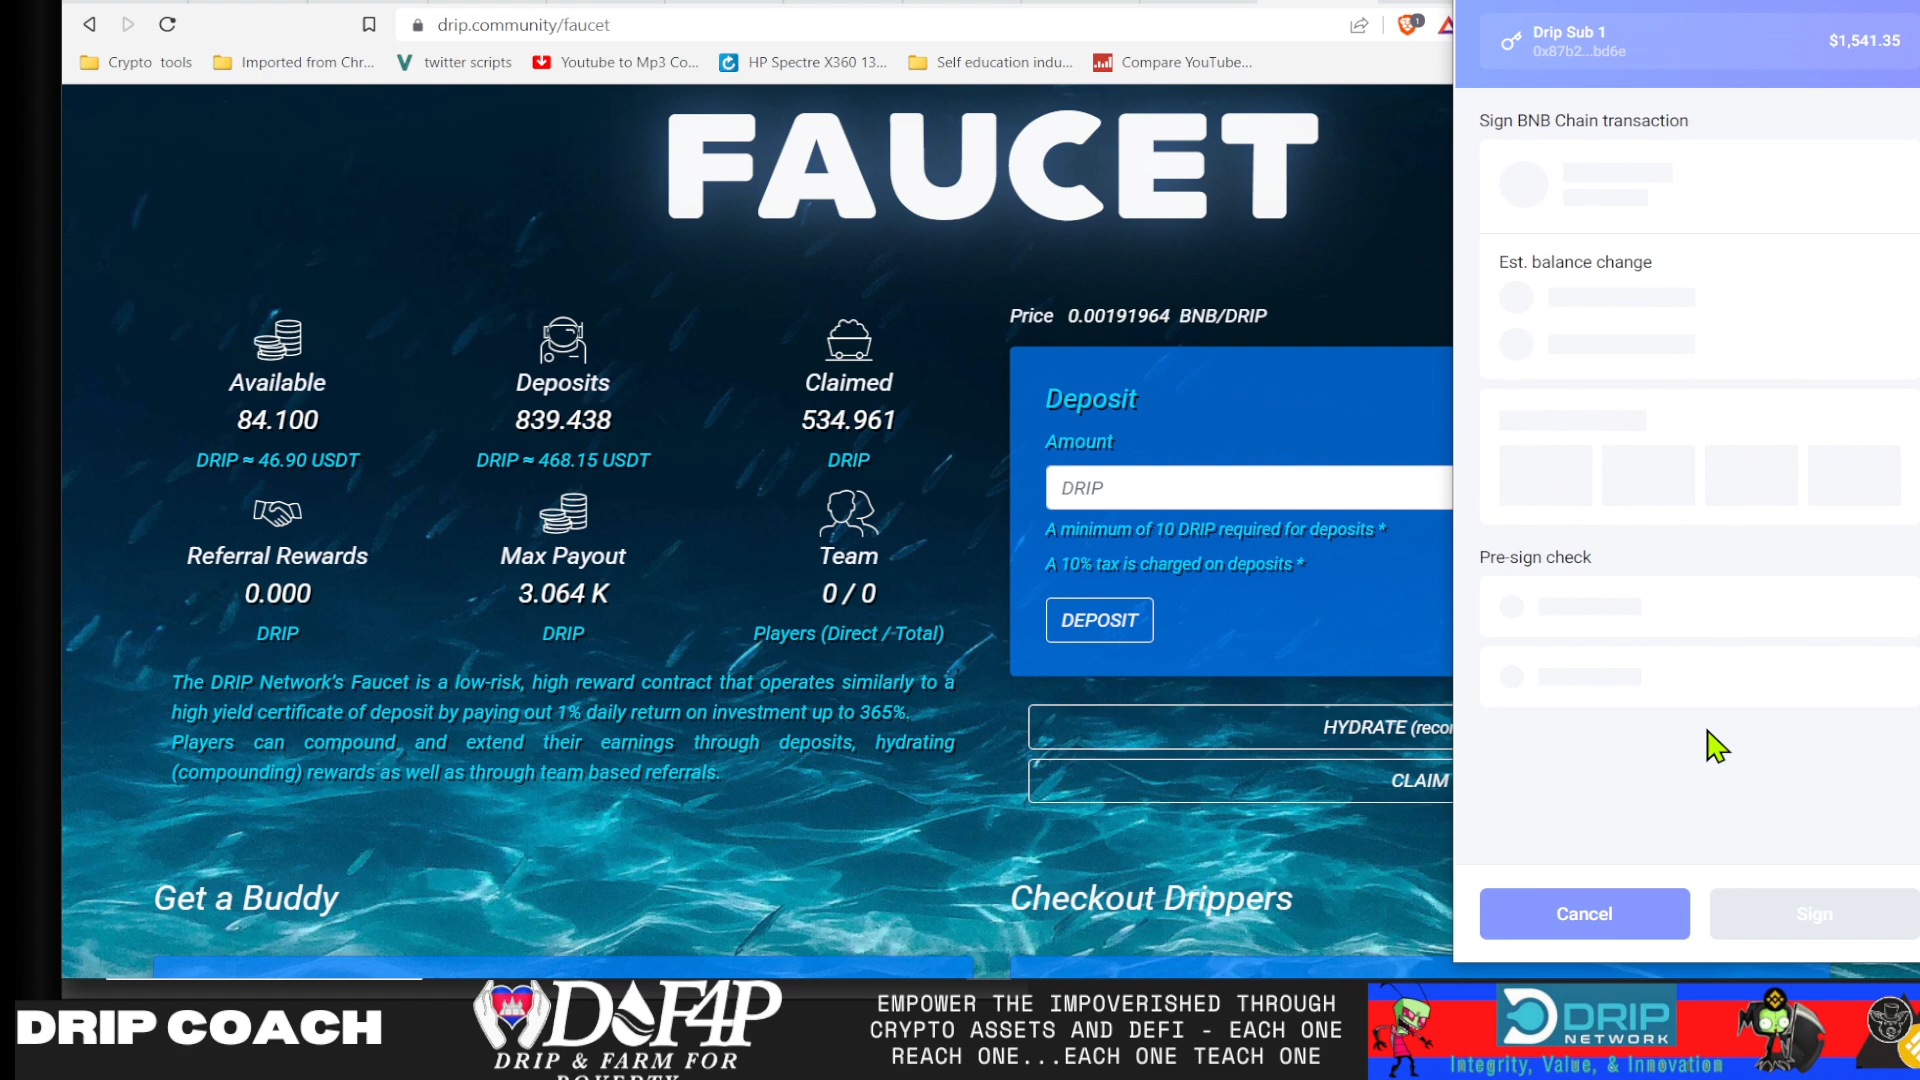 drip.community/faucet
1
Crypto tools
Imported from Chr...
twitter scripts
Youtube to Mp3 Co...
HP Spectre X360 13...
Self education indu...
Compare YouTube...
FAUCET
Available
84.100
DRIP ≈ 46.90 USDT
Deposits
839.438
DRIP ≈ 468.15 USDT
Claimed
534.961
DRIP
Referral Rewards
0.000
DRIP
Max Payout
3.064 K
DRIP
Team
0 / 0
Players (Direct / Total)
The DRIP Network's Faucet is a low-risk, high reward contract that operates similarly to a
high yield certificate of deposit by paying out 1% daily return on investment up to 365%.
Players can compound and extend their earnings through deposits, hydrating
(compounding) rewards as well as through team based referrals.
Price 0.00191964 BNB/DRIP
Deposit
Amount
DRIP
A minimum of 10 DRIP required for deposits *
A 10% tax is charged on deposits *
DEPOSIT
HYDRATE (reco
CLAIM
Get a Buddy
Checkout Drippers
Drip Sub 1
0x87b2...bd6e
$1,541.35
Sign BNB Chain transaction
Est. balance change
Pre-sign check
Cancel
Sign
DRIP COACH
DAF4P
DRIP & FARM FOR
POVERTY
EMPOWER THE IMPOVERISHED THROUGH
CRYPTO ASSETS AND DEFI - EACH ONE
REACH ONE...EACH ONE TEACH ONE
DRIP
NETWORK
Integrity, Value, & Innovation